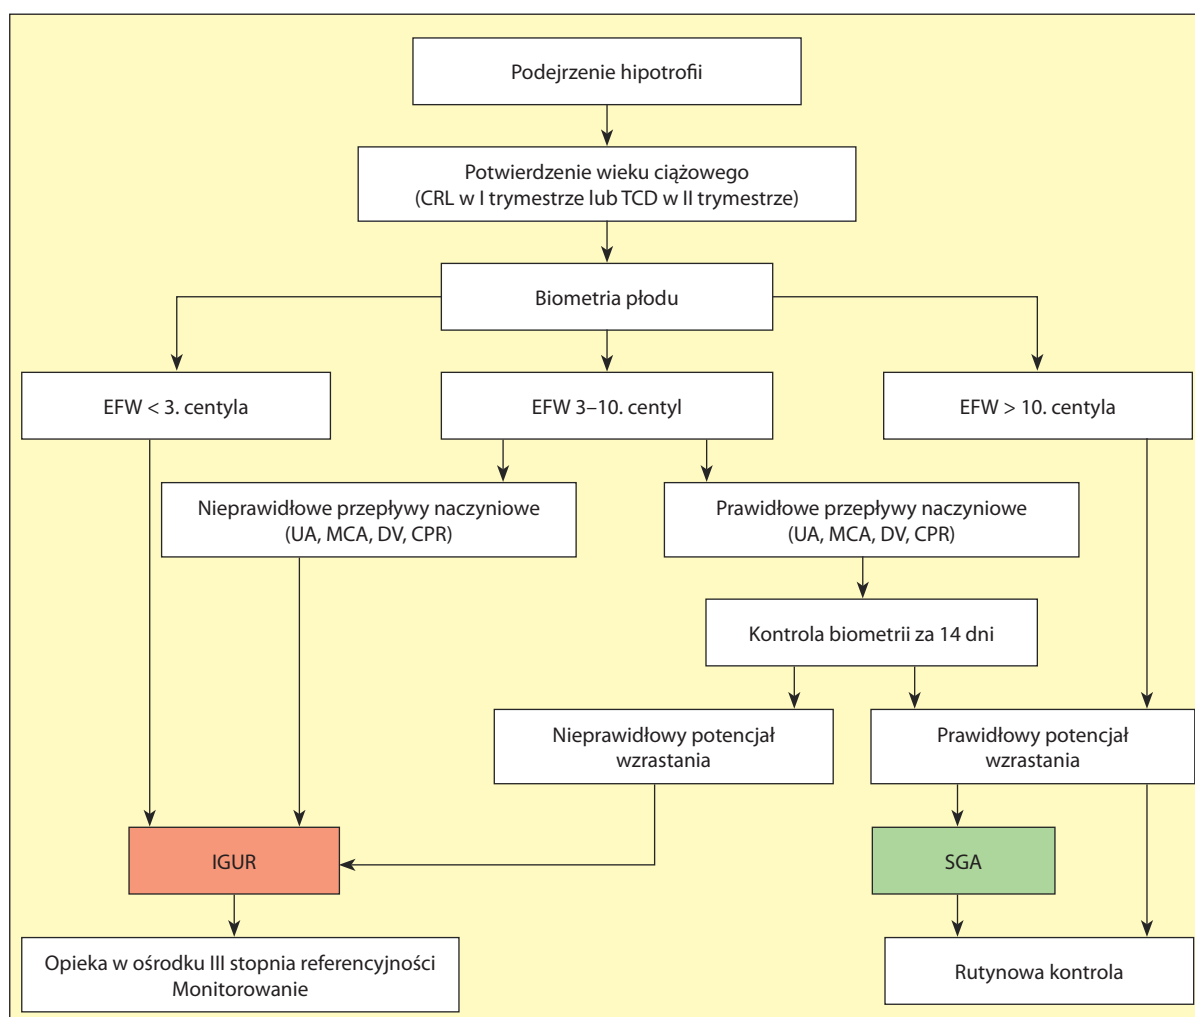 Podejrzenie hipotrofii
Potwierdzenie wieku ciążowego
(CRL w I trymestrze lub TCD w II trymestrze)
Biometria płodu
EFW < 3. centyla
EFW 3–10. centyl
EFW > 10. centyla
Nieprawidłowe przepływy naczyniowe
(UA, MCA, DV, CPR)
Prawidłowe przepływy naczyniowe
(UA, MCA, DV, CPR)
Kontrola biometrii za 14 dni
Nieprawidłowy potencjał
wzrastania
Prawidłowy potencjał
wzrastania
IGUR
SGA
Opieka w ośrodku III stopnia referencyjności
Monitorowanie
Rutynowa kontrola